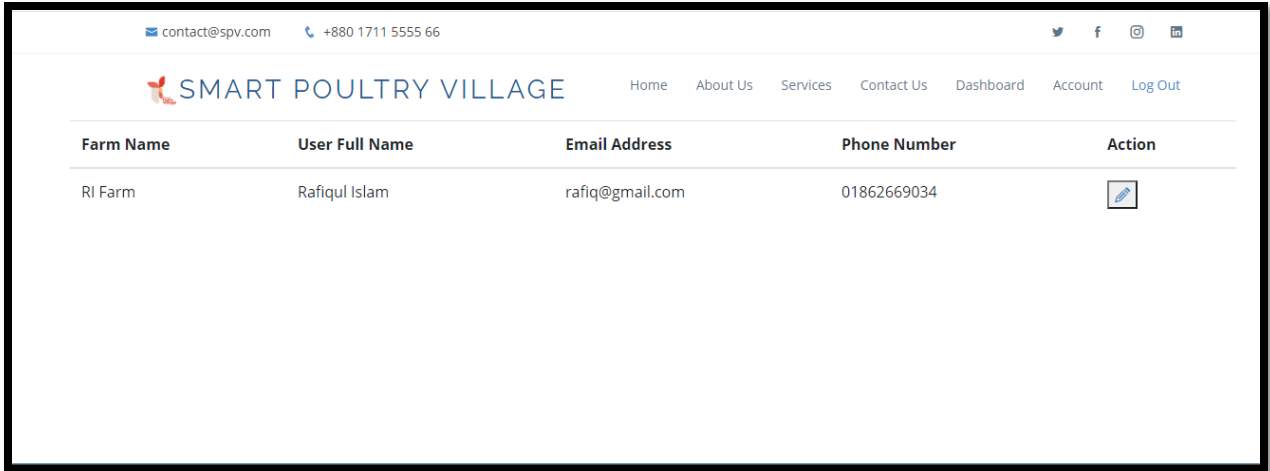 contact@spv.com +880 1711 5555 66
SMART POULTRY VILLAGE Home About Us Services Contact Us Dashboard Account Log Out
Farm Name User Full Name Email Address Phone Number Action
RI Farm Rafiqul Islam rafiq@gmail.com 01862669034